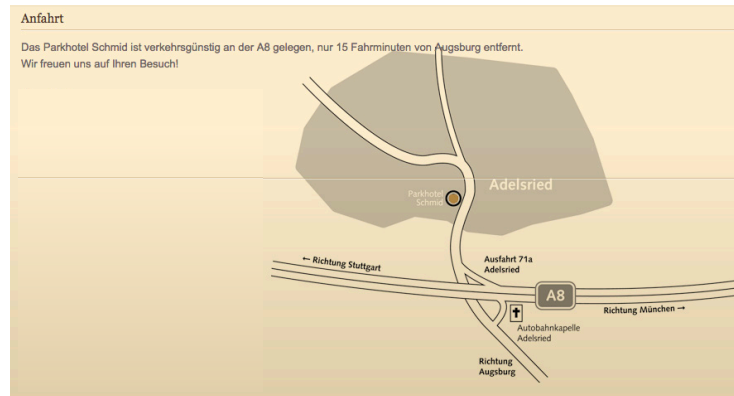 Anfahrt
Das Parkhotel Schmid ist verkehrsgünstig an der A8 gelegen, nur 15 Fahrminuten von Augsburg entfernt.
Wir freuen uns auf Ihren Besuch!
Adelsried
Parkhotel
Schmid
← Richtung Stuttgart
Ausfahrt 71a
Adelsried
A8
Richtung München →
Autobahnkapelle
Adelsried
Richtung
Augsburg